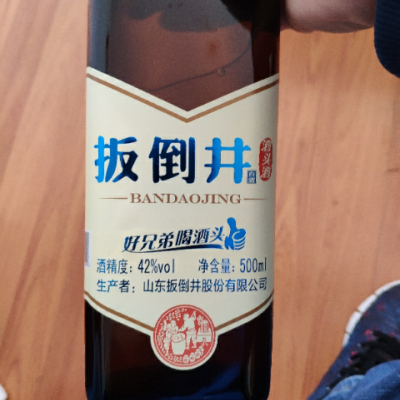 扳倒井
酒头酒
BANDAOJING
好兄弟喝酒头
酒精度：42%vol 净含量：500ml
生产者：山东扳倒井股份有限公司